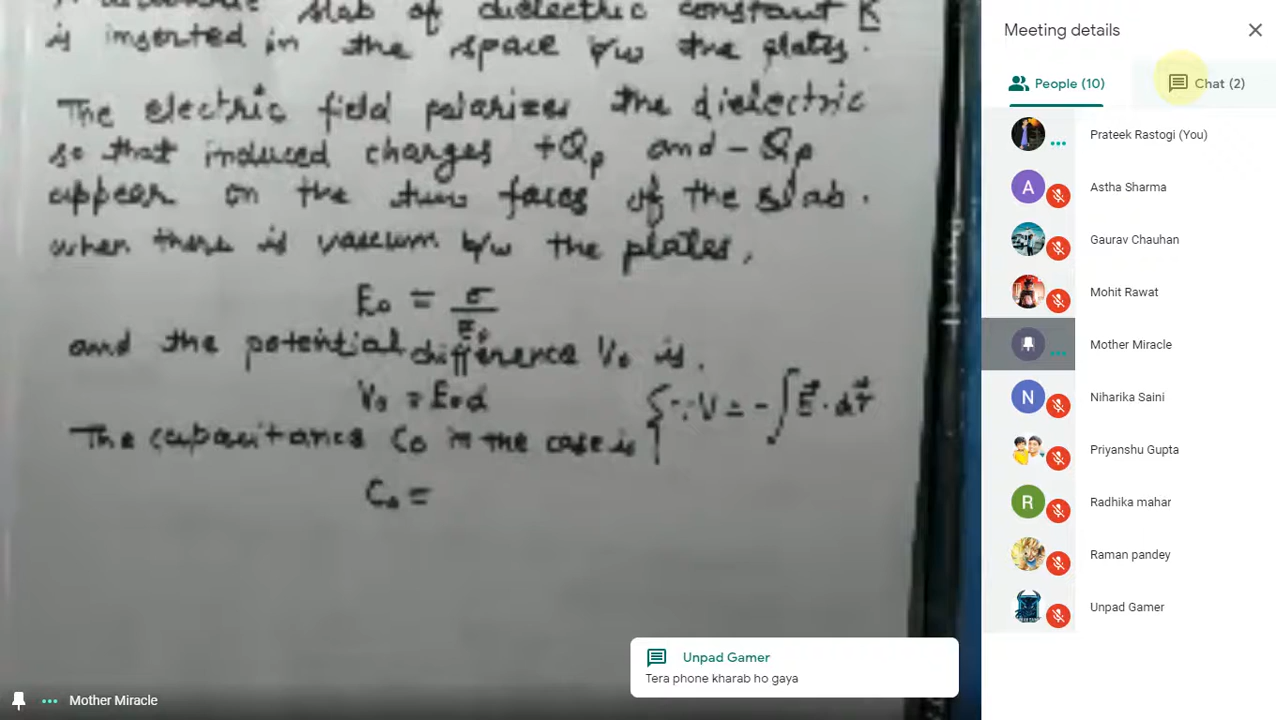 slab of dielectric constant K
is inserted in the space b/w the plates.
The electric field polarizes the dielectric
so that induced charges +Qp and -Qp
appear on the two faces of the slab.
when there is vacuum b/w the plates,
E₀ = σ/ε₀
and the potential difference V₀ is.
V₀ = E₀d
{∵V = -∫E⃗·dr⃗
The capacitance C₀ in the case is
C₀ =
Unpad Gamer
Tera phone kharab ho gaya
Mother Miracle
Meeting details
People (10)
Chat (2)
Prateek Rastogi (You)
Astha Sharma
A
Gaurav Chauhan
Mohit Rawat
Mother Miracle
N
Niharika Saini
Priyanshu Gupta
R
Radhika mahar
Raman pandey
Unpad Gamer